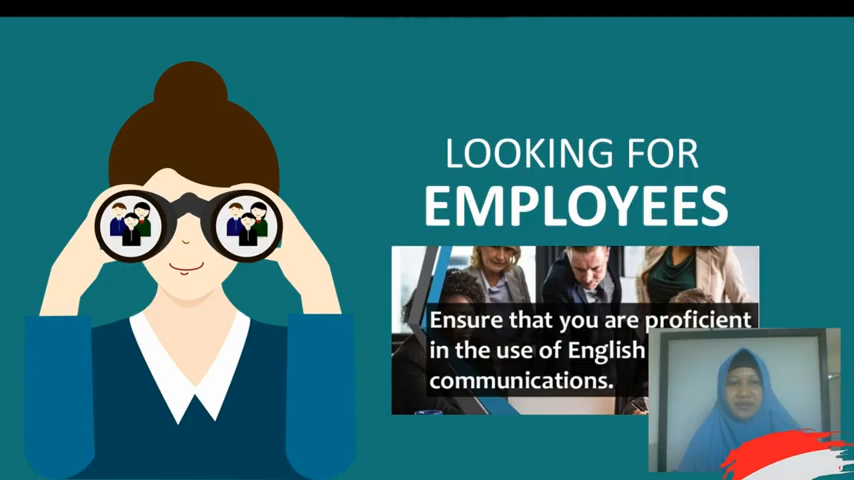 LOOKING FOR
EMPLOYEES
Ensure that you are proficient
in the use of English
communications.